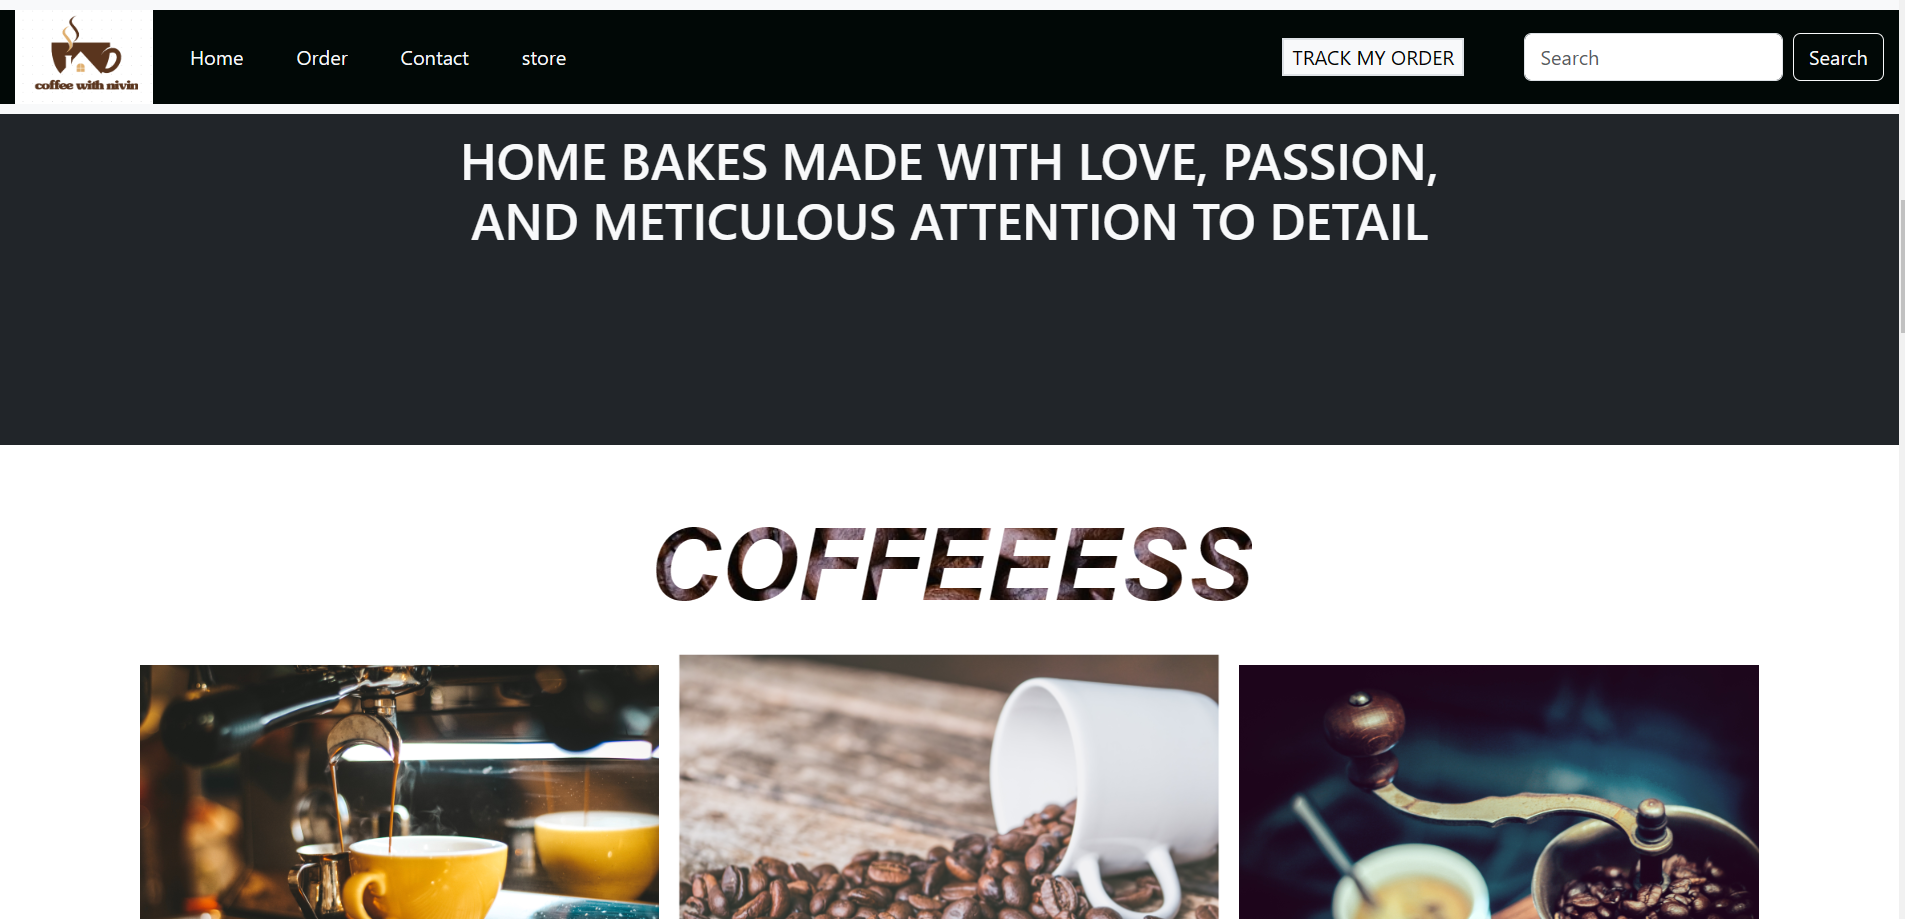 coffee with nivin
Home
Order
Contact
store
TRACK MY ORDER
Search
Search
HOME BAKES MADE WITH LOVE, PASSION,
AND METICULOUS ATTENTION TO DETAIL
COFFEEESS